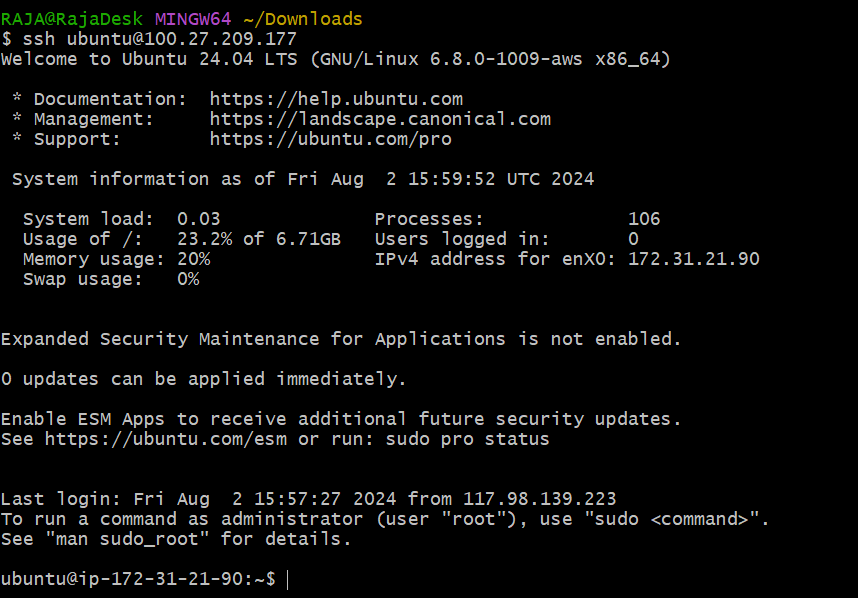 RAJA@RajaDesk MINGW64 ~/Downloads
$ ssh ubuntu@100.27.209.177
Welcome to Ubuntu 24.04 LTS (GNU/Linux 6.8.0-1009-aws x86_64)
* Documentation:  https://help.ubuntu.com
* Management:     https://landscape.canonical.com
* Support:        https://ubuntu.com/pro
System information as of Fri Aug  2 15:59:52 UTC 2024
System load:  0.03              Processes:             106
Usage of /:   23.2% of 6.71GB   Users logged in:       0
Memory usage: 20%               IPv4 address for enX0: 172.31.21.90
Swap usage:   0%
Expanded Security Maintenance for Applications is not enabled.
0 updates can be applied immediately.
Enable ESM Apps to receive additional future security updates.
See https://ubuntu.com/esm or run: sudo pro status
Last login: Fri Aug  2 15:57:27 2024 from 117.98.139.223
To run a command as administrator (user "root"), use "sudo <command>".
See "man sudo_root" for details.
ubuntu@ip-172-31-21-90:~$